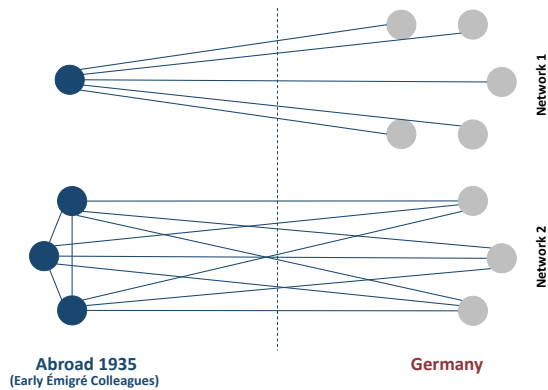 Network 1
Network 2
Abroad 1935
(Early Émigré Colleagues)
Germany